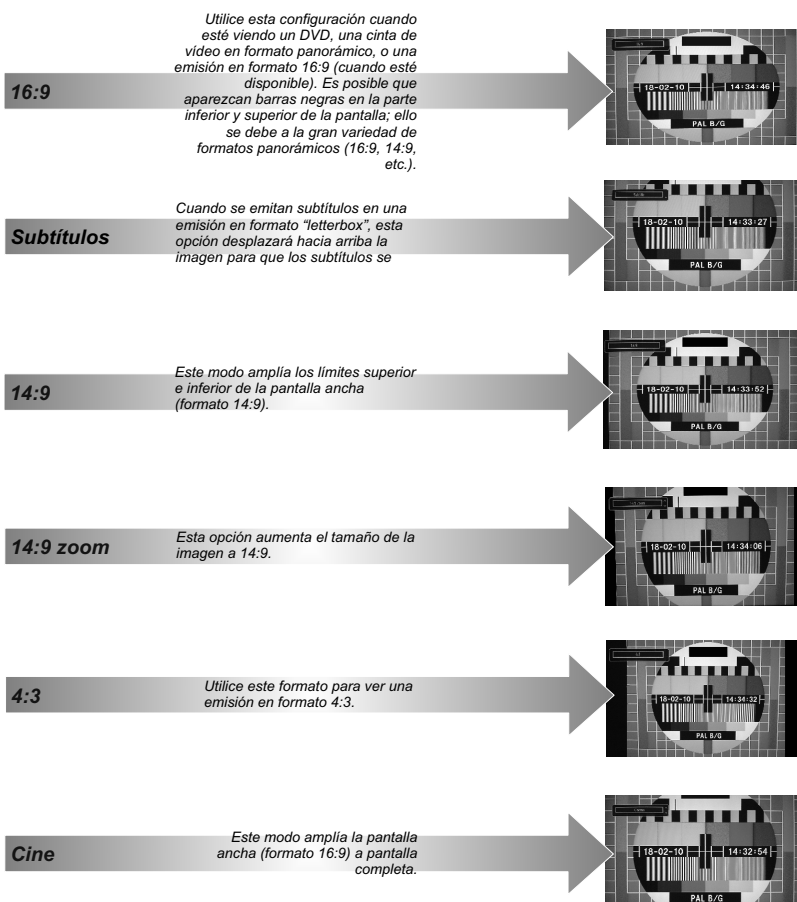 Utilice esta configuración cuando
esté viendo un DVD, una cinta de
vídeo en formato panorámico, o una
emisión en formato 16:9 (cuando esté
disponible). Es posible que
aparezcan barras negras en la parte
inferior y superior de la pantalla; ello
se debe a la gran variedad de
formatos panorámicos (16:9, 14:9,
etc.).
16:9
18-02-10 14:34:46
PAL B/G
Subtítulos
Cuando se emitan subtítulos en una
emisión en formato “letterbox”, esta
opción desplazará hacia arriba la
imagen para que los subtítulos se
18-02-10 14:33:27
PAL B/G
14:9
Este modo amplía los límites superior
e inferior de la pantalla ancha
(formato 14:9).
18-02-10 14:33:52
PAL B/G
14:9 zoom
Esta opción aumenta el tamaño de la
imagen a 14:9.
18-02-10 14:34:06
PAL B/G
4:3
Utilice este formato para ver una
emisión en formato 4:3.
18-02-10 14:34:32
PAL B/G
Cine
Este modo amplía la pantalla
ancha (formato 16:9) a pantalla
completa.
18-02-10 14:32:54
PAL B/G